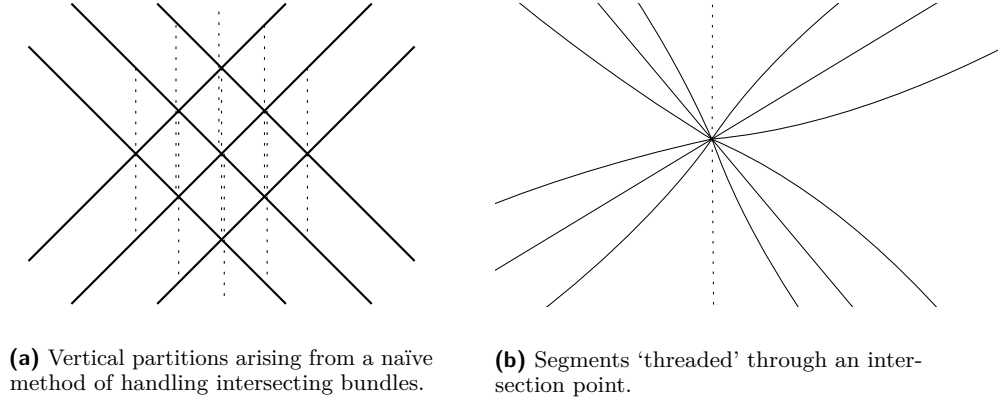 (a) Vertical partitions arising from a naïve
method of handling intersecting bundles.
(b) Segments ‘threaded’ through an inter-
section point.